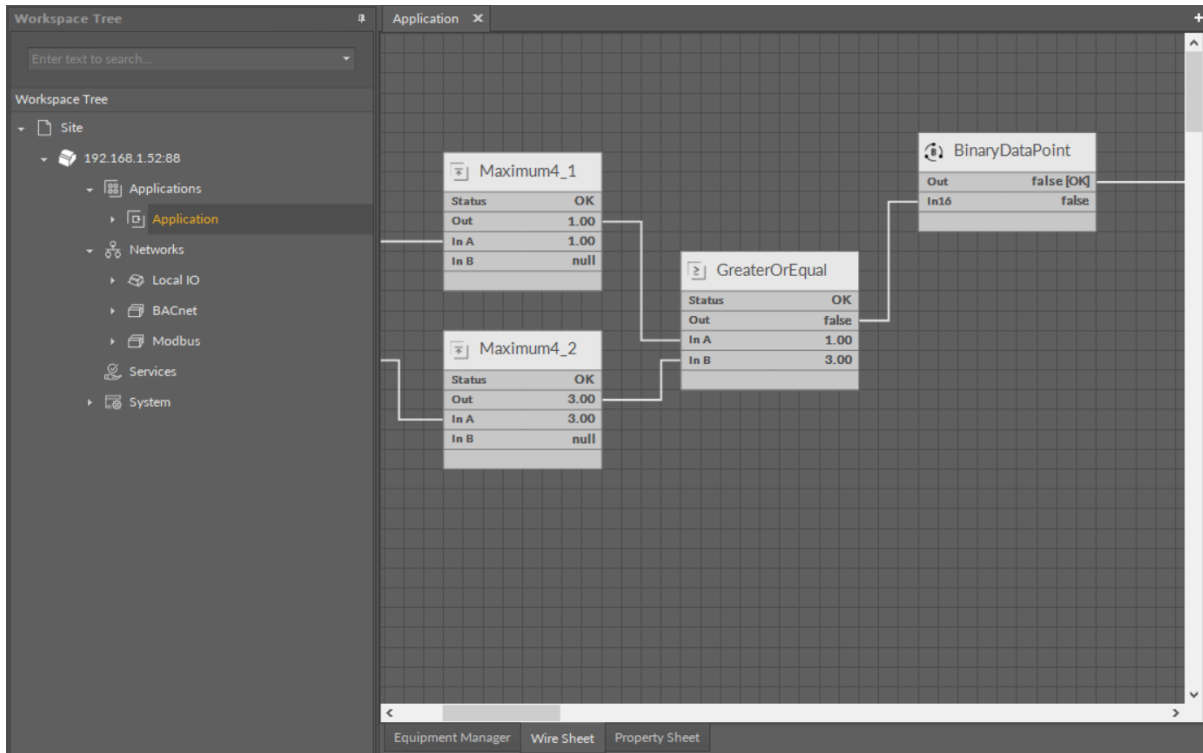 Workspace Tree
Enter text to search...
Workspace Tree
Site
192.168.1.52:88
Applications
Application
Networks
Local IO
BACnet
Modbus
Services
System
Application
Maximum4_1
Status OK
Out 1.00
In A 1.00
In B null
Maximum4_2
Status OK
Out 3.00
In A 3.00
In B null
GreaterOrEqual
Status OK
Out false
In A 1.00
In B 3.00
BinaryDataPoint
Out false [OK]
In16 false
Equipment Manager Wire Sheet Property Sheet